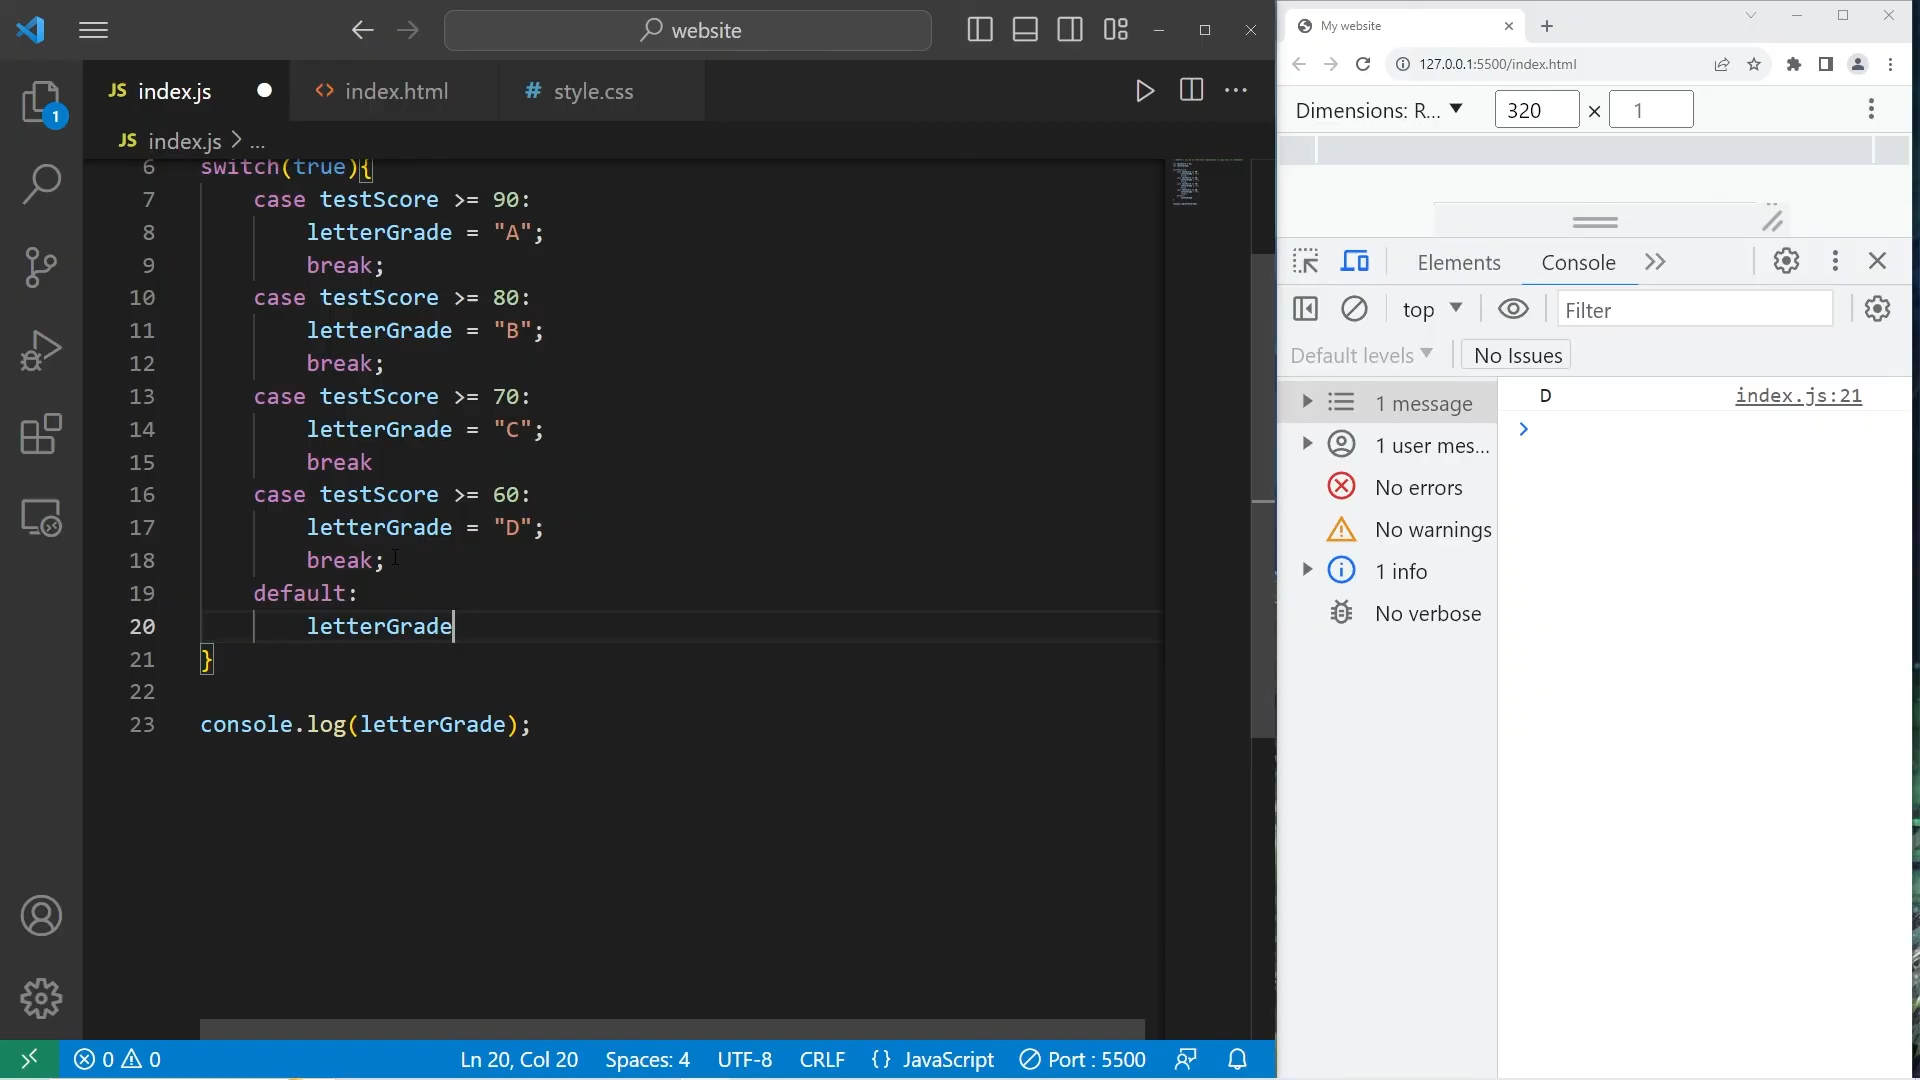 website
JS index.js
<> index.html
# style.css
JS index.js > ...
1
6 switch(true){
7 case testScore >= 90:
8 letterGrade = "A";
9 break;
10 case testScore >= 80:
11 letterGrade = "B";
12 break;
13 case testScore >= 70:
14 letterGrade = "C";
15 break
16 case testScore >= 60:
17 letterGrade = "D";
18 break;
19 default:
20 letterGrade
21 }
22
23 console.log(letterGrade);
0 0
Ln 20, Col 20
Spaces: 4
UTF-8
CRLF
{} JavaScript
Port : 5500
My website
127.0.0.1:5500/index.html
Dimensions: R... 320 × 1
Elements
Console
top
Filter
Default levels
No Issues
1 message
1 user mes...
No errors
No warnings
1 info
No verbose
D index.js:21